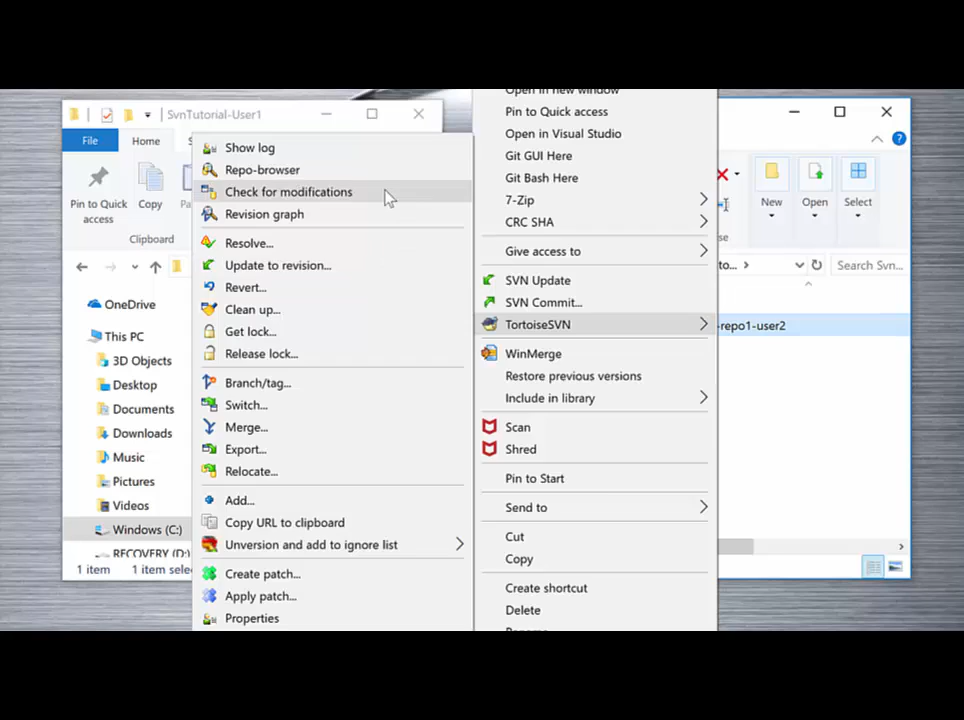 SvnTutorial-User1
File
Home
Pin to Quick
access
Copy
Clipboard
OneDrive
This PC
3D Objects
Desktop
Documents
Downloads
Music
Pictures
Videos
Windows (C:)
RECOVERY (D:)
1 item
Show log
Repo-browser
Check for modifications
Revision graph
Resolve...
Update to revision...
Revert...
Clean up...
Get lock...
Release lock...
Branch/tag...
Switch...
Merge...
Export...
Relocate...
Add...
Copy URL to clipboard
Unversion and add to ignore list
Create patch...
Apply patch...
Properties
Open in new window
Pin to Quick access
Open in Visual Studio
Git GUI Here
Git Bash Here
7-Zip
CRC SHA
Give access to
SVN Update
SVN Commit...
TortoiseSVN
WinMerge
Restore previous versions
Include in library
Scan
Shred
Pin to Start
Send to
Cut
Copy
Create shortcut
Delete
New
Open
Select
to...
Search Svn...
-repo1-user2